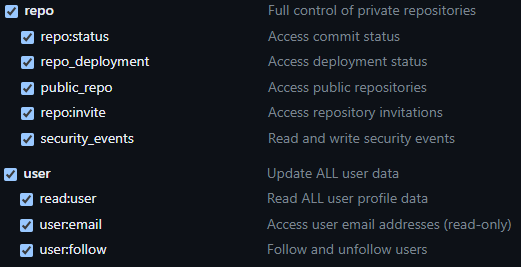 repo Full control of private repositories
repo:status Access commit status
repo_deployment Access deployment status
public_repo Access public repositories
repo:invite Access repository invitations
security_events Read and write security events
user Update ALL user data
read:user Read ALL user profile data
user:email Access user email addresses (read-only)
user:follow Follow and unfollow users